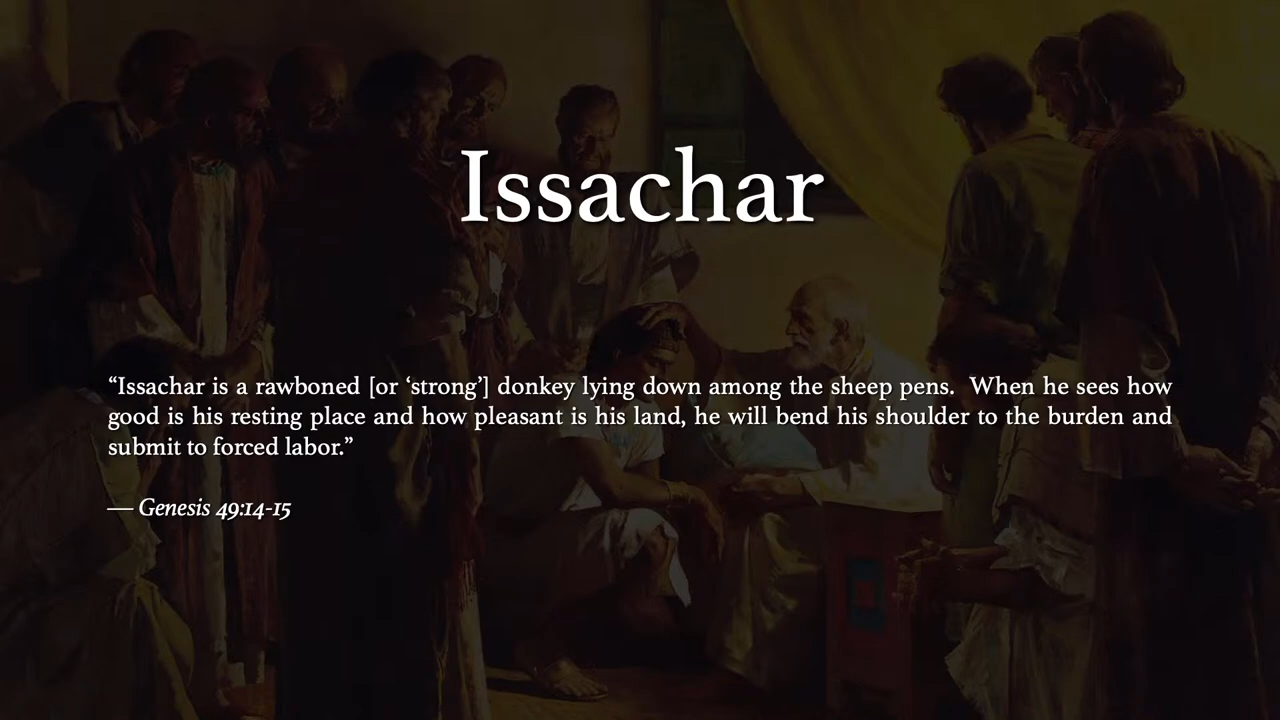 Issachar
“Issachar is a rawboned [or ‘strong’] donkey lying down among the sheep pens.  When he sees how
good is his resting place and how pleasant is his land, he will bend his shoulder to the burden and
submit to forced labor.”
— Genesis 49:14-15